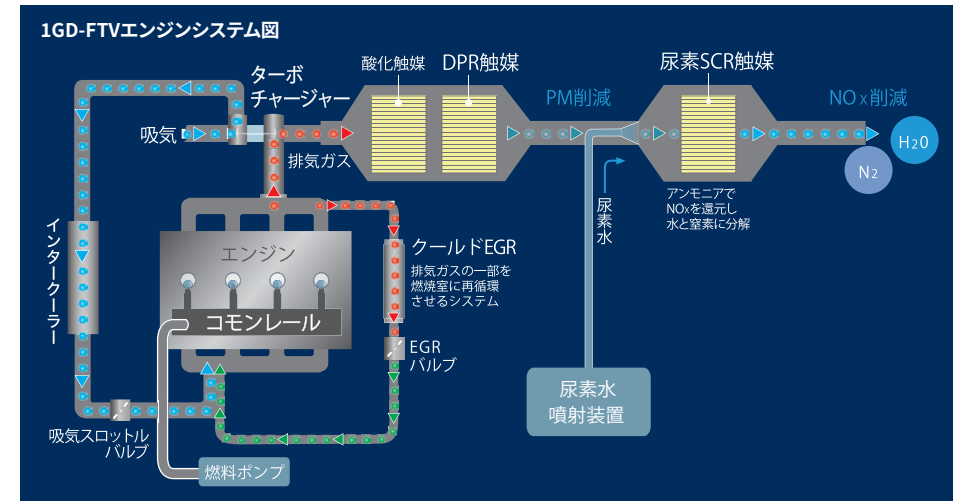 1GD-FTVエンジンシステム図
ターボ
チャージャー
酸化触媒
DPR触媒
尿素SCR触媒
PM削減
NOx削減
吸気
排気ガス
H2O
N2
アンモニアで
NOxを還元し
水と窒素に分解
尿素水
インタークーラー
エンジン
クールドEGR
排気ガスの一部を
燃焼室に再循環
させるシステム
コモンレール
EGR
バルブ
尿素水
噴射装置
吸気スロットル
バルブ
燃料ポンプ